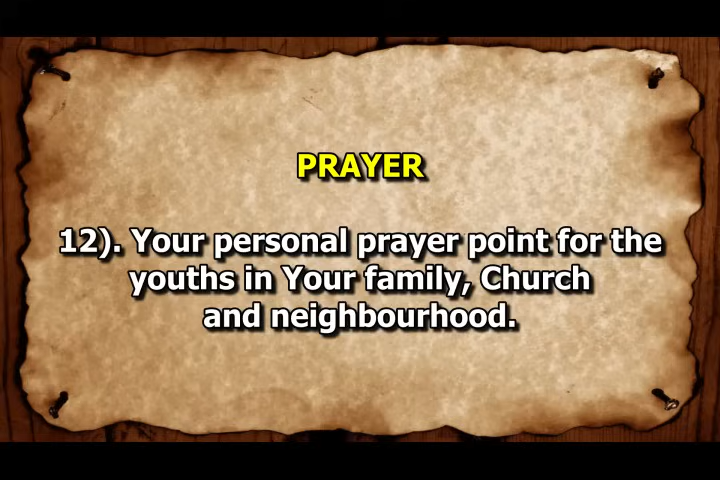 PRAYER
12). Your personal prayer point for the
youths in Your family, Church
and neighbourhood.